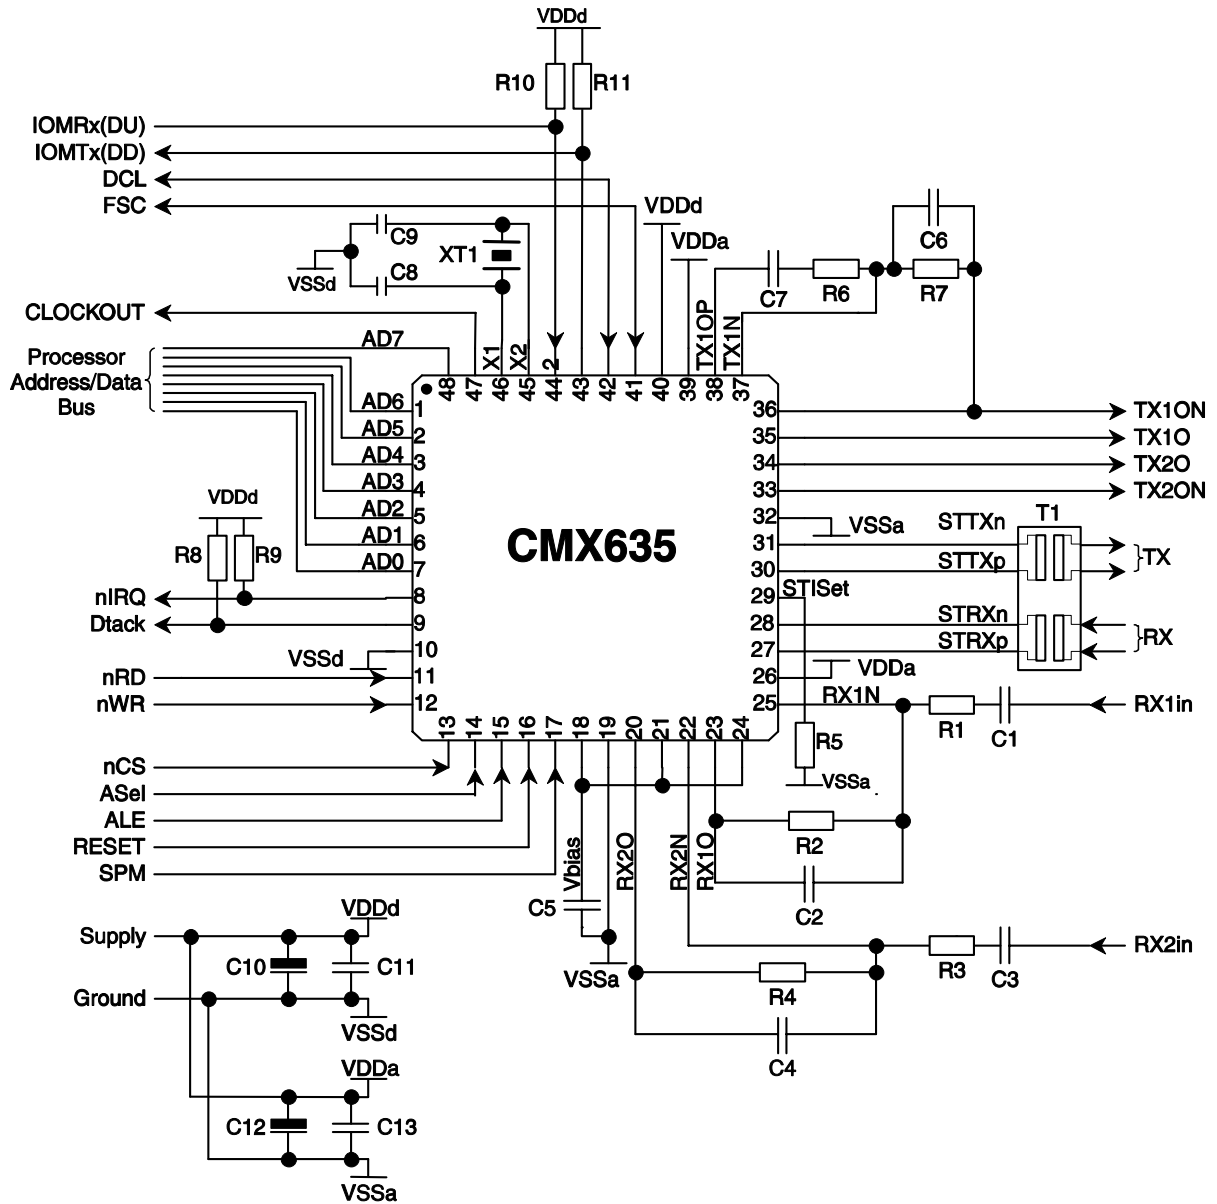 VDDd
R10 R11
IOMRx(DU)
IOMTx(DD)
DCL
FSC
VDDd
C6
C9
VDDa
XT1
VSSd
C8
C7 R6 R7
CLOCKOUT
TX1OP
TX1N
X1
X2
2
AD7
Processor
Address/Data
Bus
48 47 46 45 44 43 42 41 40 39 38 37
AD6 1
AD5 2
AD4 3
AD3 4
AD2 5
AD1 6
AD0 7
36 TX1ON
35 TX1O
34 TX2O
33 TX2ON
32 VSSa
31 STTXn
30 STTXp
T1
TX
29 STISet
28 STRXn
27 STRXp
RX
26 VDDa
25 RX1N
CMX635
VDDd
R8 R9
nIRQ 8
Dtack 9
VSSd 10
nRD 11
nWR 12
R1 C1 RX1in
13 14 15 16 17 18 19 20 21 22 23 24
R5
VSSa
nCS
ASel
ALE
RESET
SPM
R2
C2
Vbias
RX2O
RX2N
RX1O
C5
VSSa
R3 C3 RX2in
R4
C4
VDDd
Supply
C10 C11
Ground
VSSd
VDDa
C12 C13
VSSa